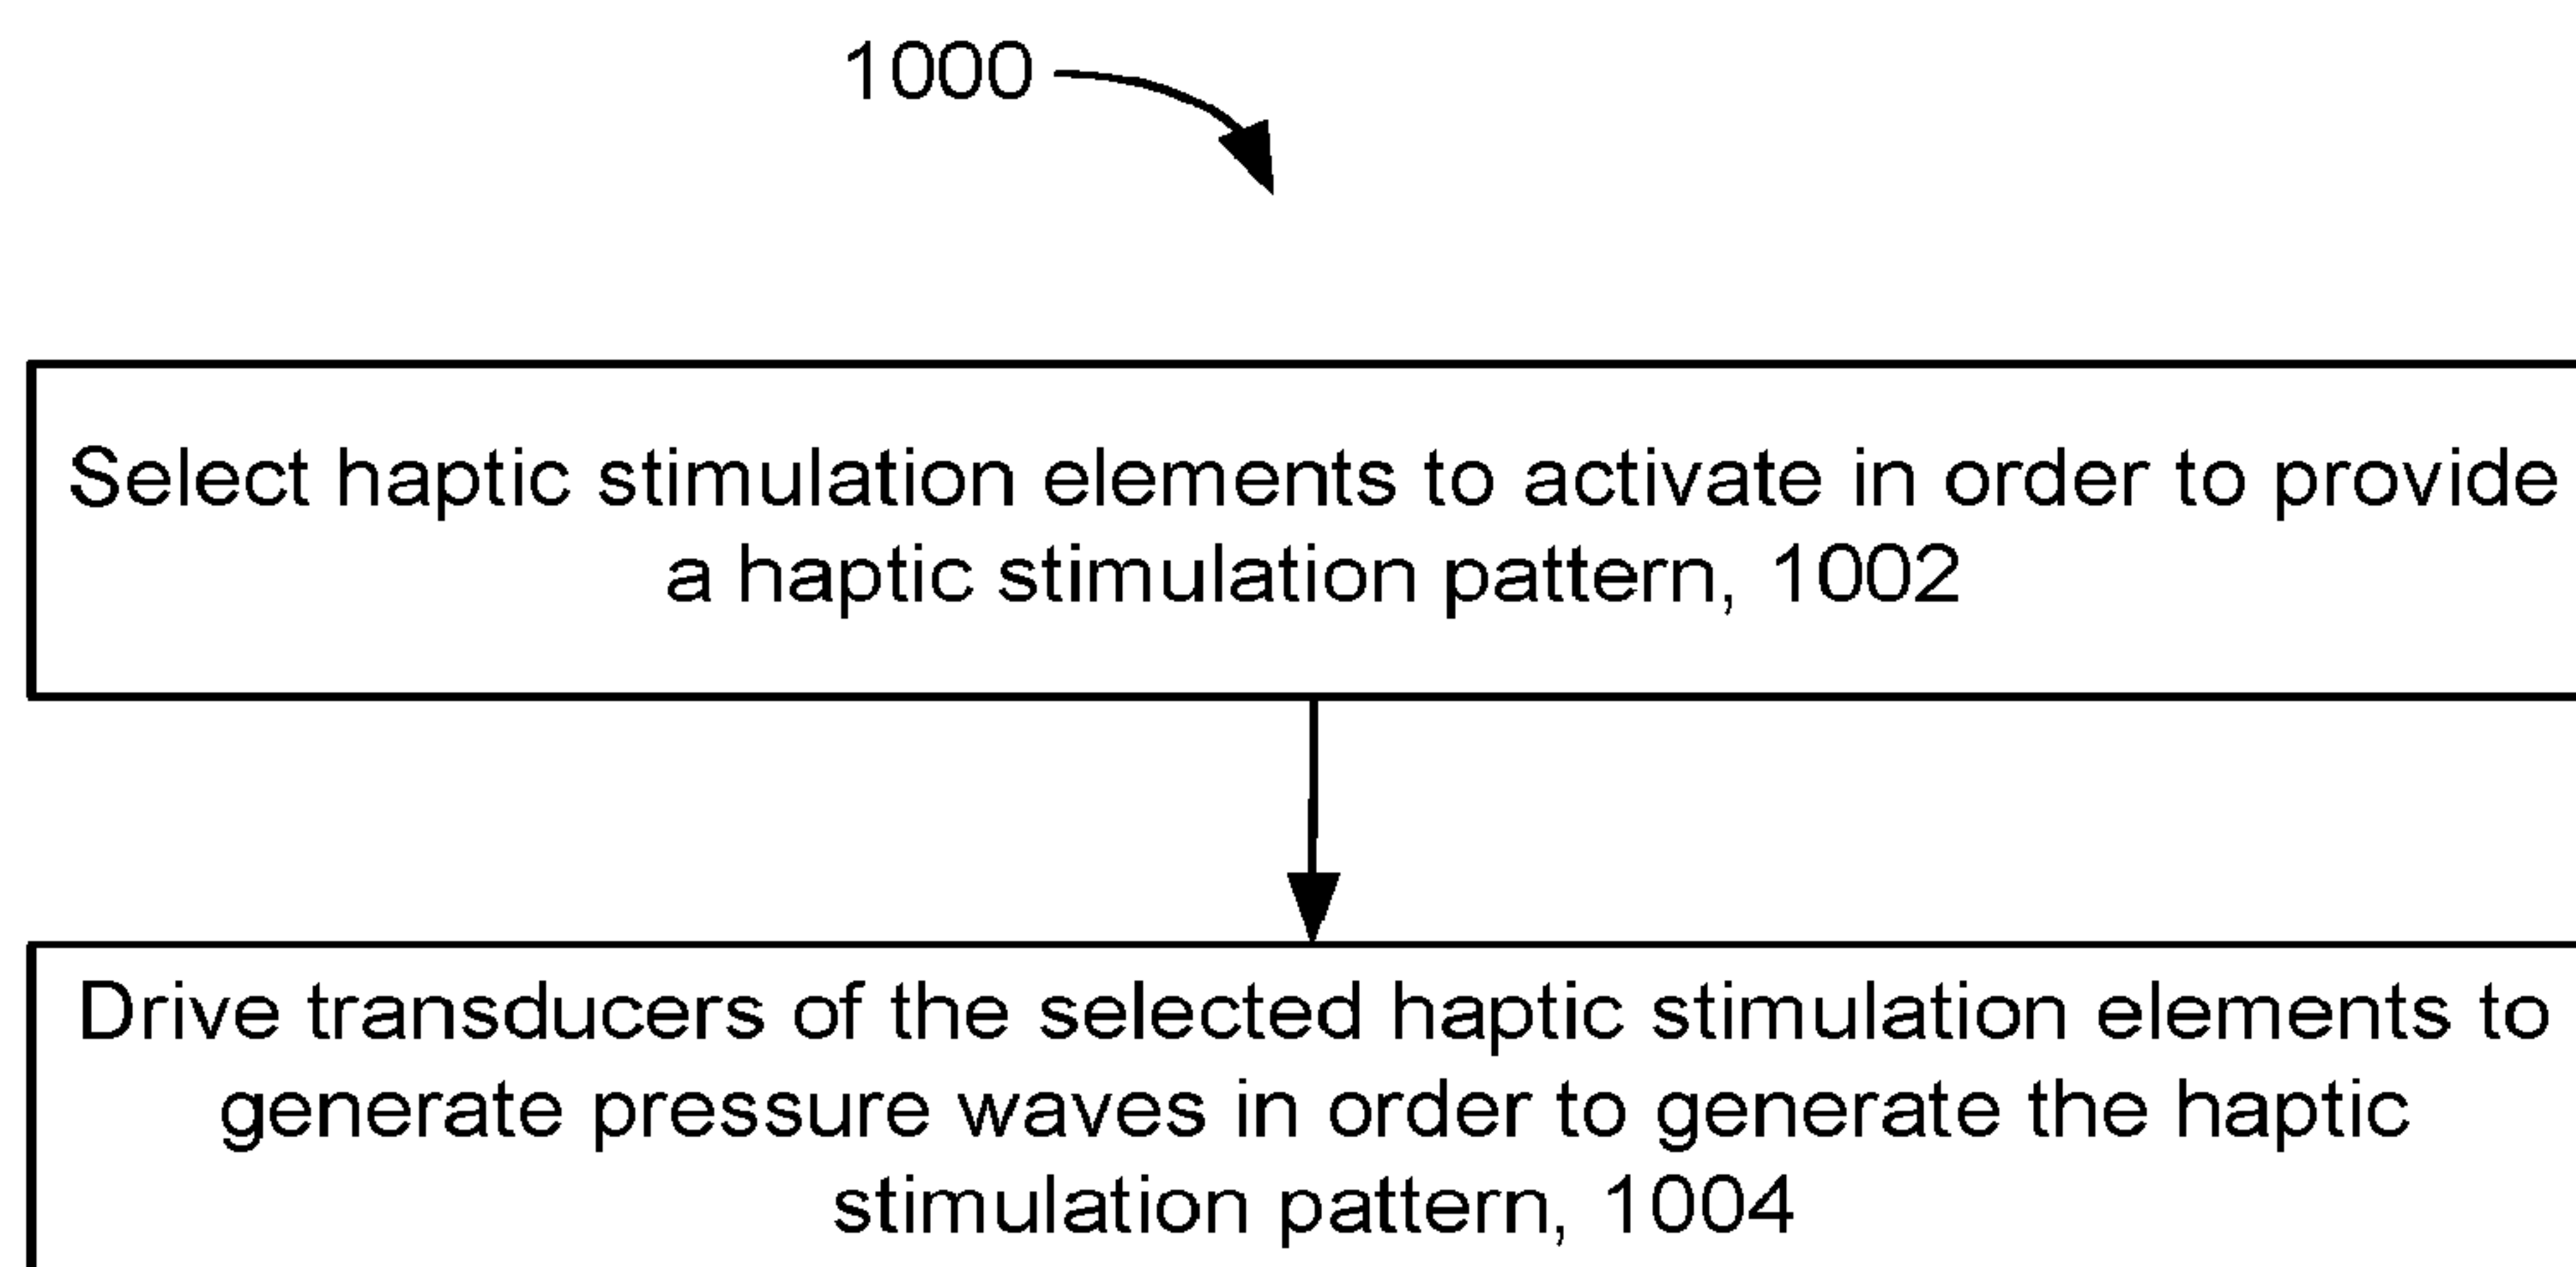 1000
Select haptic stimulation elements to activate in order to provide
a haptic stimulation pattern, 1002
Drive transducers of the selected haptic stimulation elements to
generate pressure waves in order to generate the haptic
stimulation pattern, 1004